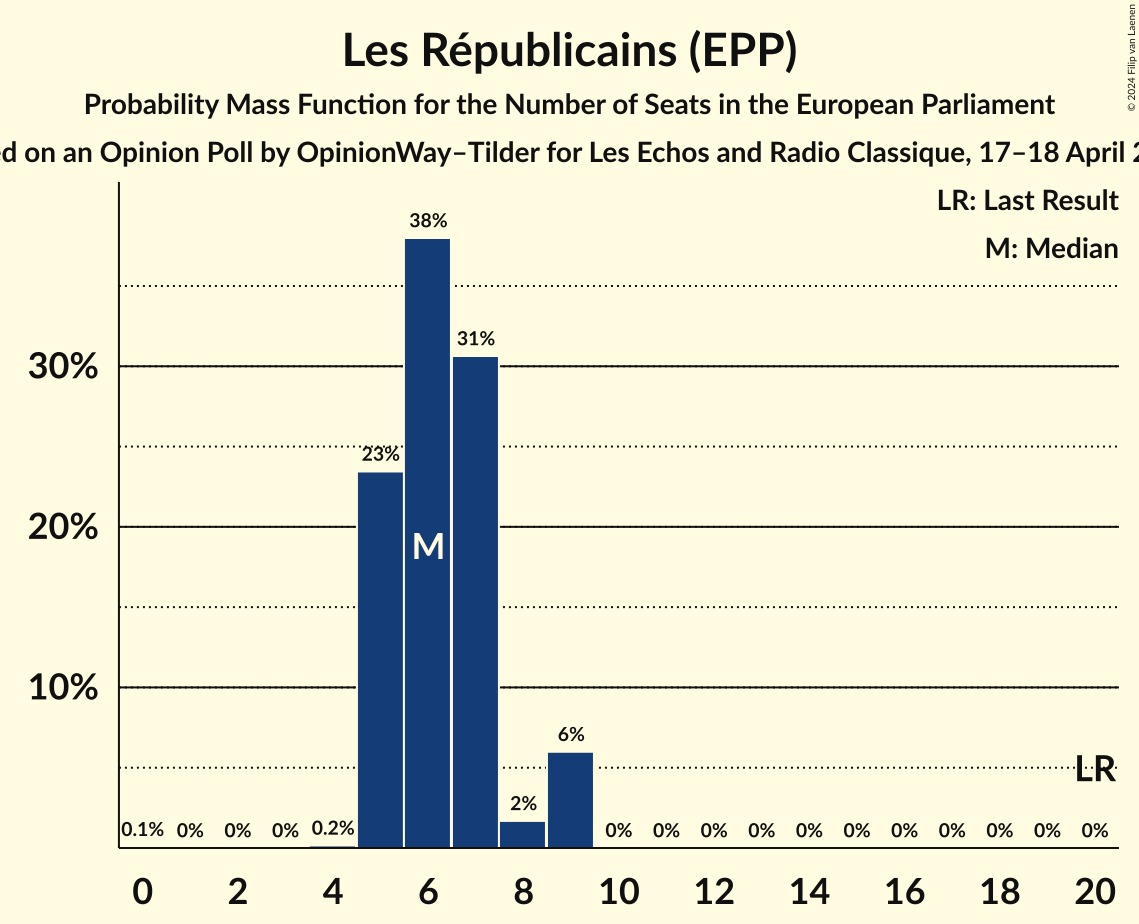 Les Républicains (EPP)
Probability Mass Function for the Number of Seats in the European Parliament
on an Opinion Poll by OpinionWay–Tilder for Les Echos and Radio Classique, 17–18 April
© 2024 Filip van Laenen
LR: Last Result
M: Median
38%
31%
30%
23%
20%
M
10%
6%
LR
2%
0.1% 0% 0% 0% 0.2% 0% 0% 0% 0% 0% 0% 0% 0% 0% 0% 0%
0 2 4 6 8 10 12 14 16 18 20